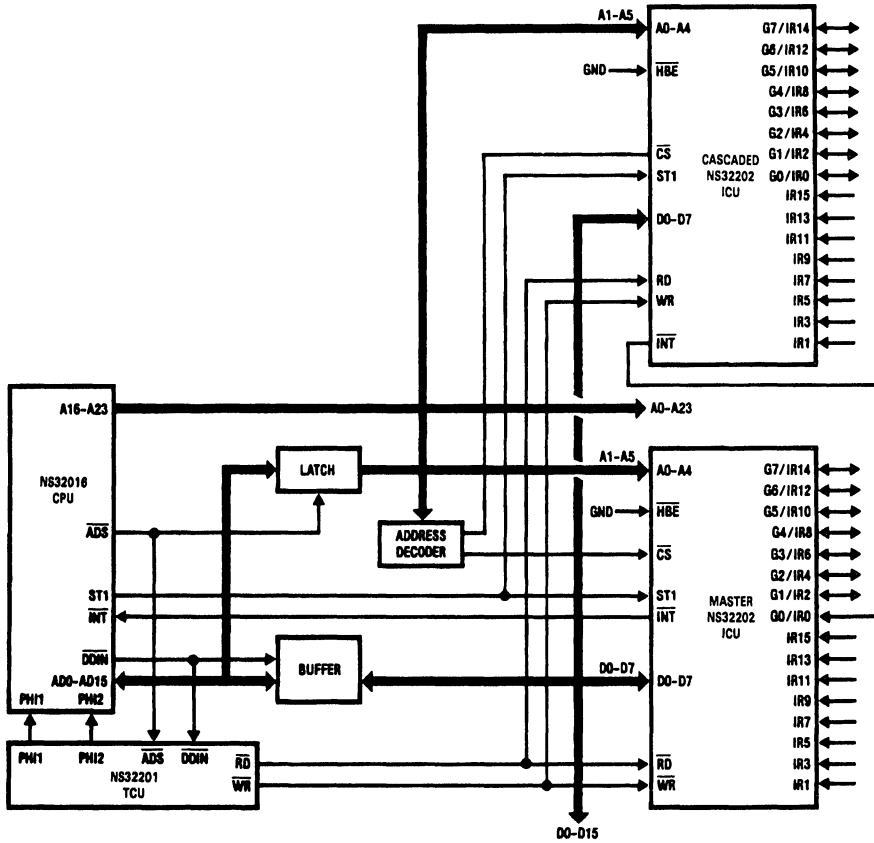 A1-A5
A0-A4
G7/IR14
G6/IR12
GND
HBE
G5/IR10
G4/IR8
G3/IR6
G2/IR4
CS
CASCADED
NS32202
ICU
G1/IR2
ST1
G0/IR0
IR15
D0-D7
IR13
IR11
IR9
RD
IR7
WR
IR5
IR3
INT
IR1
A16-A23
A0-A23
NS32016
CPU
LATCH
A1-A5
A0-A4
G7/IR14
G6/IR12
GND
HBE
G5/IR10
ADS
ADDRESS
DECODER
G4/IR8
CS
G3/IR6
G2/IR4
ST1
ST1
MASTER
NS32202
ICU
G1/IR2
INT
INT
G0/IR0
IR15
DDIN
BUFFER
IR13
AD0-AD15
D0-D7
D0-D7
IR11
PHI1
PHI2
IR9
IR7
IR5
PHI1
PHI2
ADS
DDIN
RD
RD
IR3
NS32201
TCU
WR
WR
IR1
D0-D15